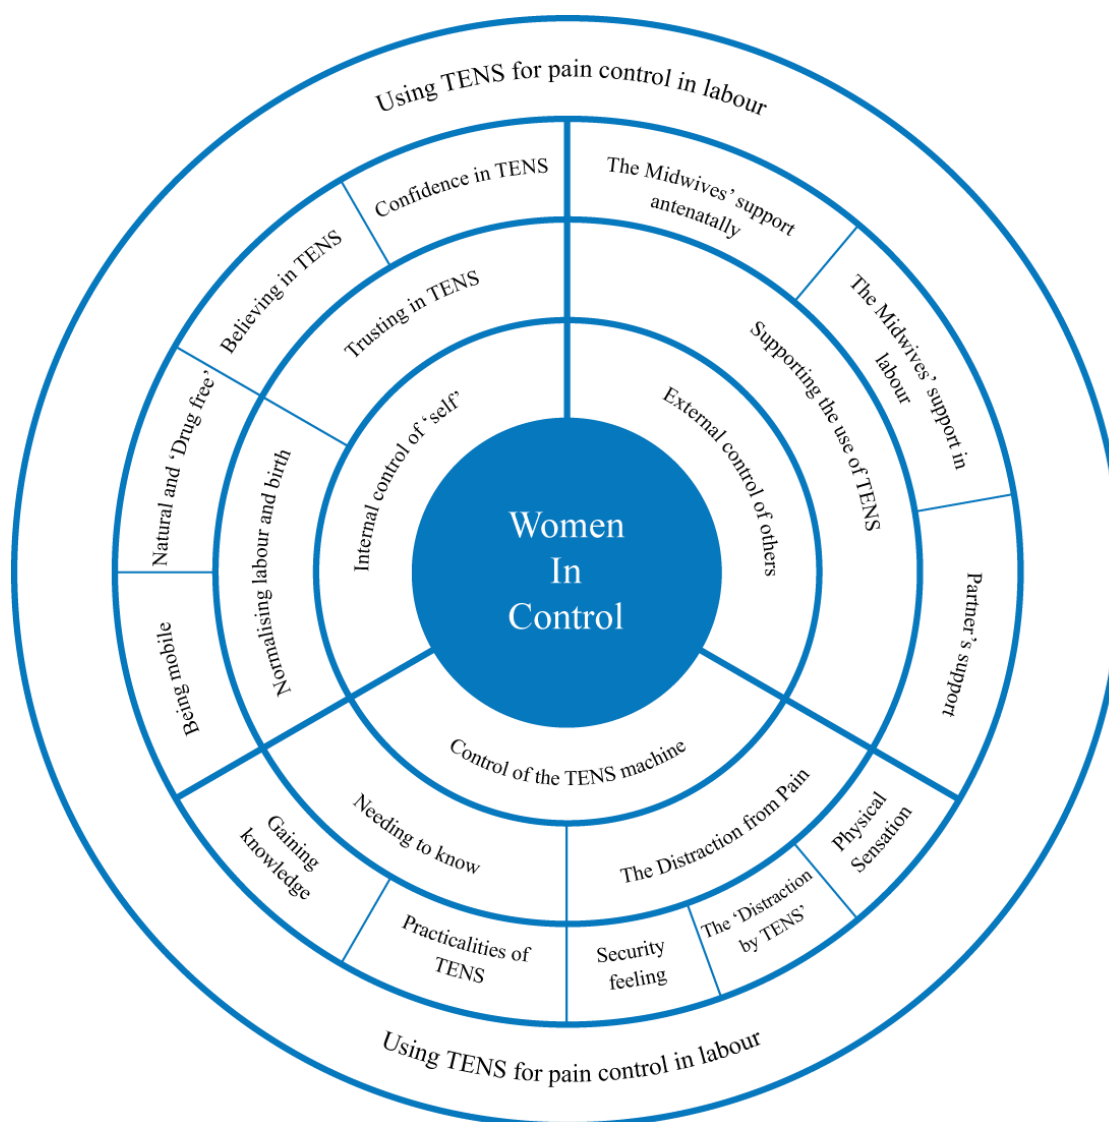 Using TENS for pain control in labour
Confidence in TENS
The Midwives’ support
antenatally
Believing in TENS
Trusting in TENS
The Midwives’ support in
labour
Supporting the use of TENS
Natural and ‘Drug free’
Normalising labour and birth
Internal control of ‘self’
External control of others
Women
In
Control
Being mobile
Partner’s support
Control of the TENS machine
Needing to know
The Distraction from Pain
Gaining
knowledge
Practicalities of
TENS
Security
feeling
The ‘Distraction
by TENS’
Physical
Sensation
Using TENS for pain control in labour